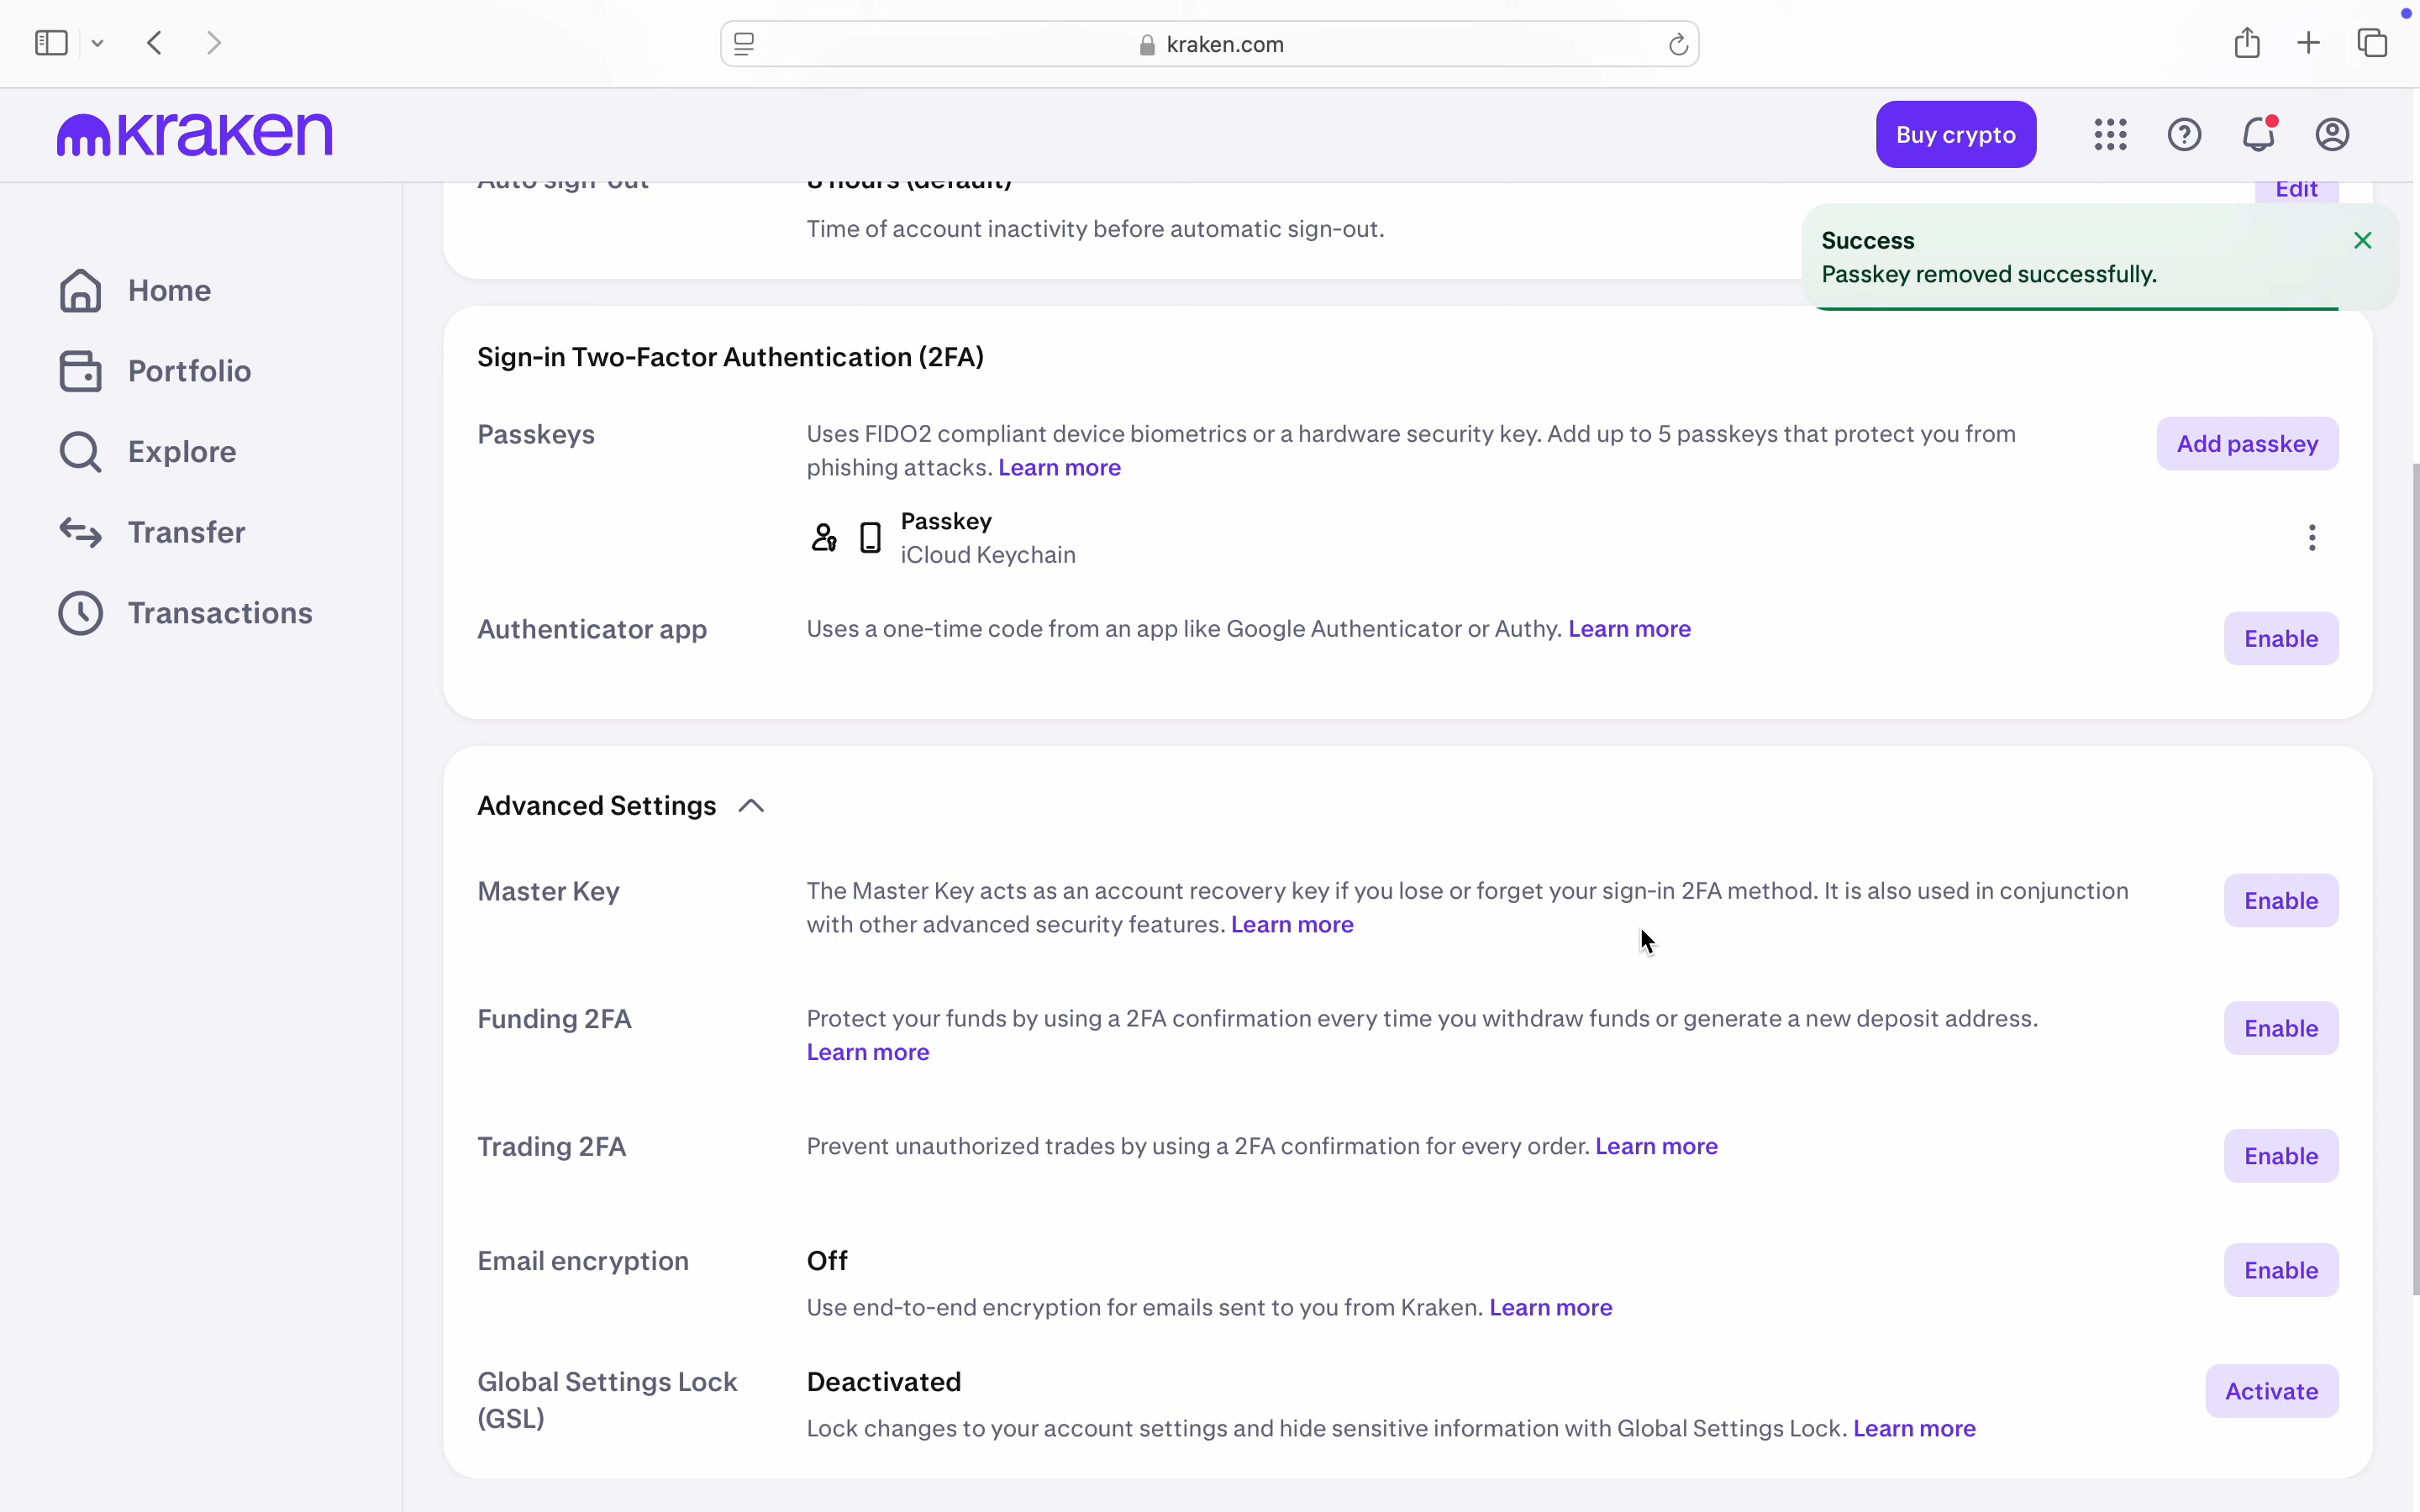 kraken.com
kraken
Buy crypto
Auto sign-out
8 hours (default)
Edit
Time of account inactivity before automatic sign-out.
Success
Passkey removed successfully.
Home
Portfolio
Explore
Transfer
Transactions
Sign-in Two-Factor Authentication (2FA)
Passkeys
Uses FIDO2 compliant device biometrics or a hardware security key. Add up to 5 passkeys that protect you from
phishing attacks. Learn more
Add passkey
Passkey
iCloud Keychain
Authenticator app
Uses a one-time code from an app like Google Authenticator or Authy. Learn more
Enable
Advanced Settings
Master Key
The Master Key acts as an account recovery key if you lose or forget your sign-in 2FA method. It is also used in conjunction
with other advanced security features. Learn more
Enable
Funding 2FA
Protect your funds by using a 2FA confirmation every time you withdraw funds or generate a new deposit address.
Learn more
Enable
Trading 2FA
Prevent unauthorized trades by using a 2FA confirmation for every order. Learn more
Enable
Email encryption
Off
Use end-to-end encryption for emails sent to you from Kraken. Learn more
Enable
Global Settings Lock
(GSL)
Deactivated
Lock changes to your account settings and hide sensitive information with Global Settings Lock. Learn more
Activate